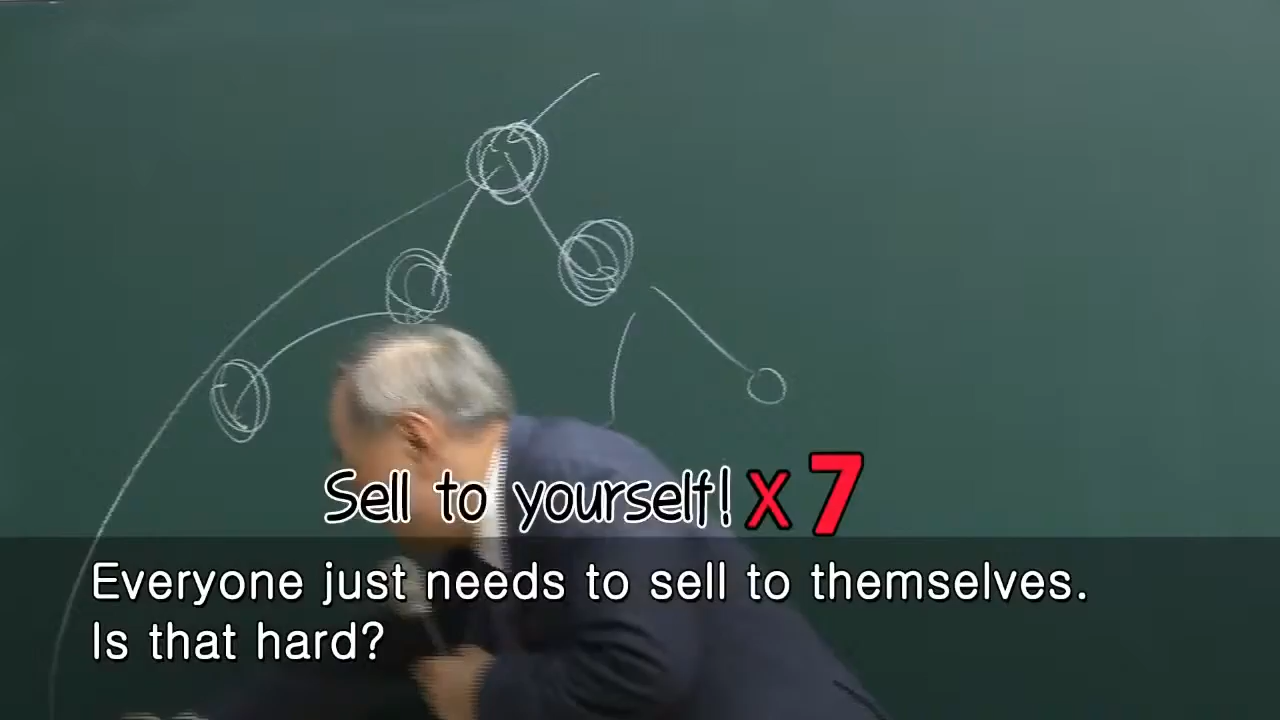 Sell to yourself! X 7
Everyone just needs to sell to themselves.
Is that hard?